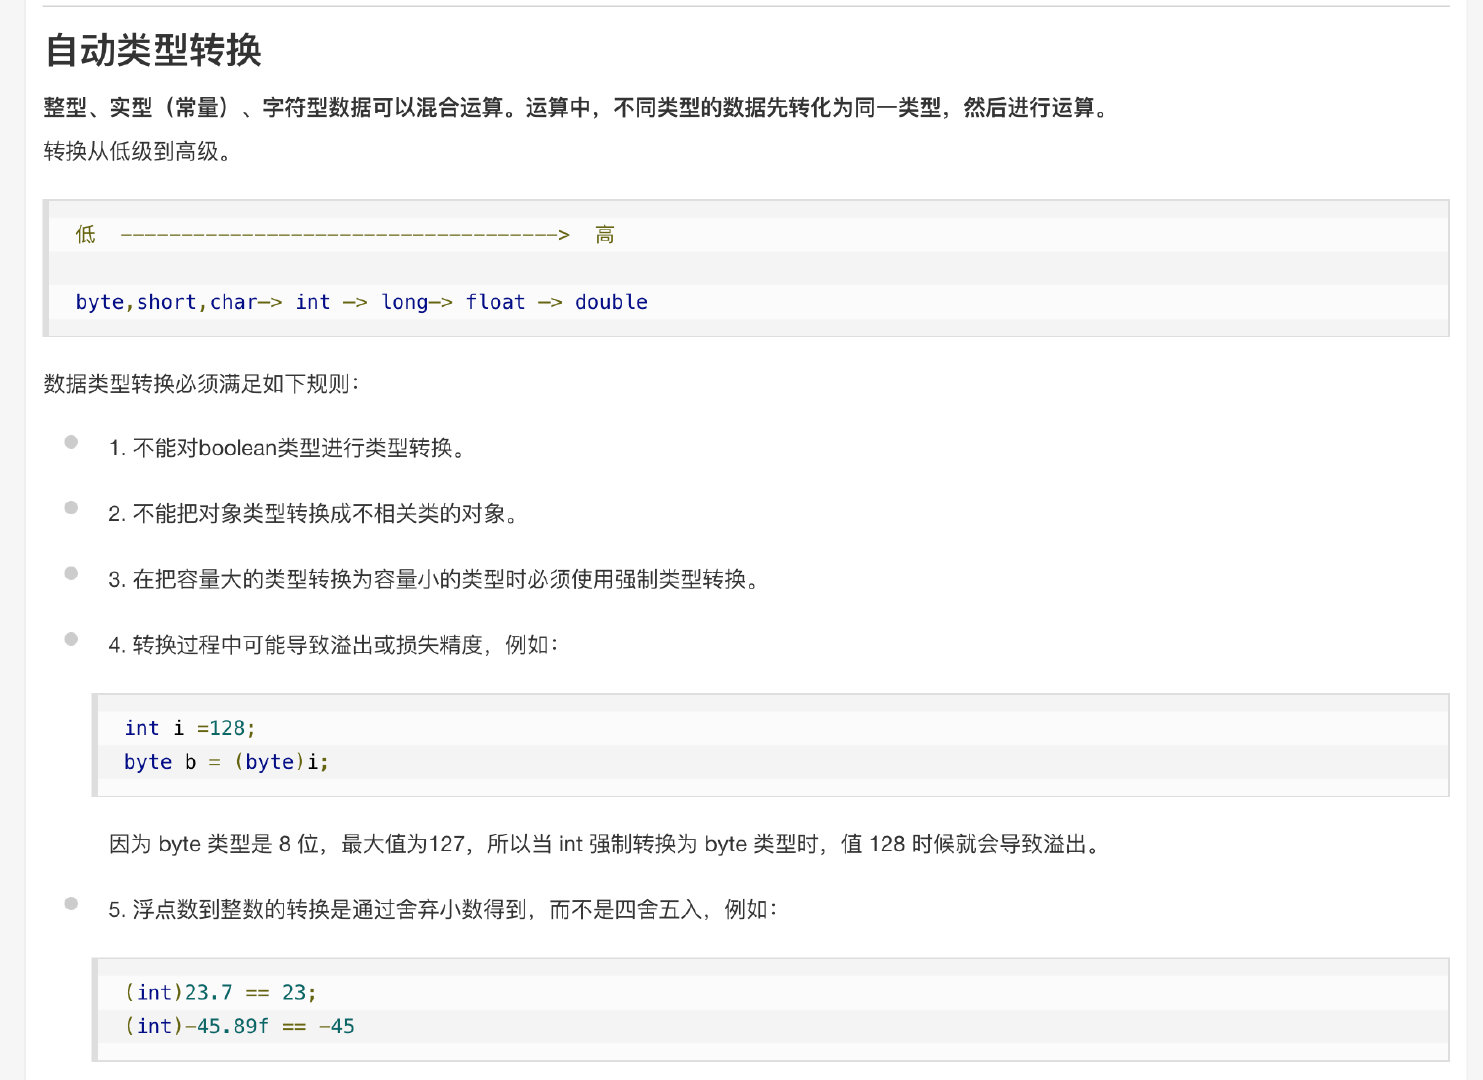 自动类型转换
整型、实型（常量）、字符型数据可以混合运算。运算中，不同类型的数据先转化为同一类型，然后进行运算。
转换从低级到高级。
低  ------------------------------------>  高
byte,short,char—> int —> long—> float —> double
数据类型转换必须满足如下规则：
1. 不能对boolean类型进行类型转换。
2. 不能把对象类型转换成不相关类的对象。
3. 在把容量大的类型转换为容量小的类型时必须使用强制类型转换。
4. 转换过程中可能导致溢出或损失精度，例如：
int i =128;
byte b = (byte)i;
因为 byte 类型是 8 位，最大值为127，所以当 int 强制转换为 byte 类型时，值 128 时候就会导致溢出。
5. 浮点数到整数的转换是通过舍弃小数得到，而不是四舍五入，例如：
(int)23.7 == 23;
(int)-45.89f == -45